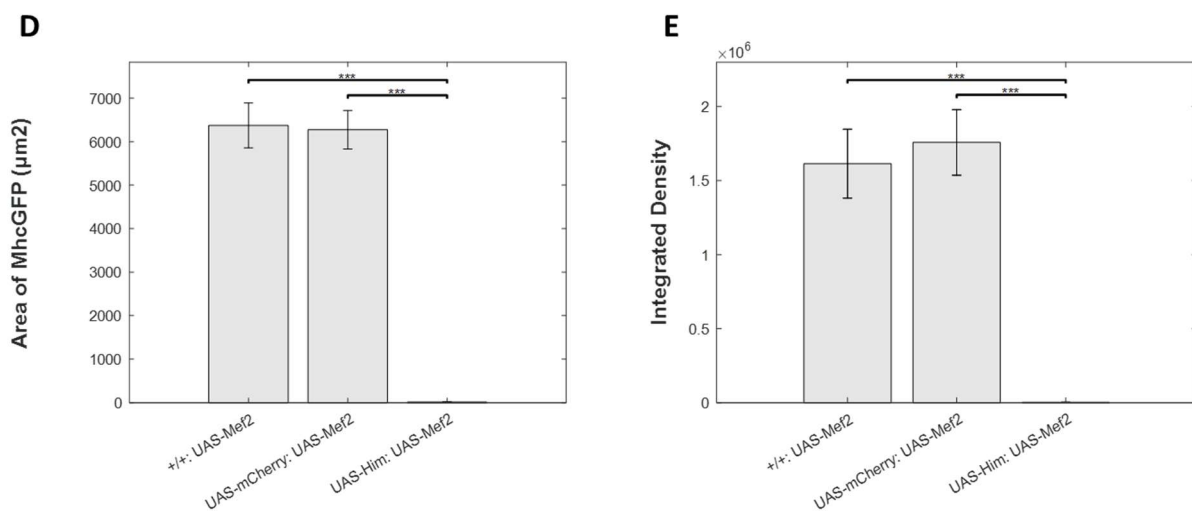 D
Area of MhcGFP (µm2)
7000
6000
5000
4000
3000
2000
1000
0
***
***
+/+: UAS-Mef2
UAS-mCherry: UAS-Mef2
UAS-Him: UAS-Mef2
E
×10⁶
Integrated Density
2
1.5
1
0.5
0
***
***
+/+: UAS-Mef2
UAS-mCherry: UAS-Mef2
UAS-Him: UAS-Mef2